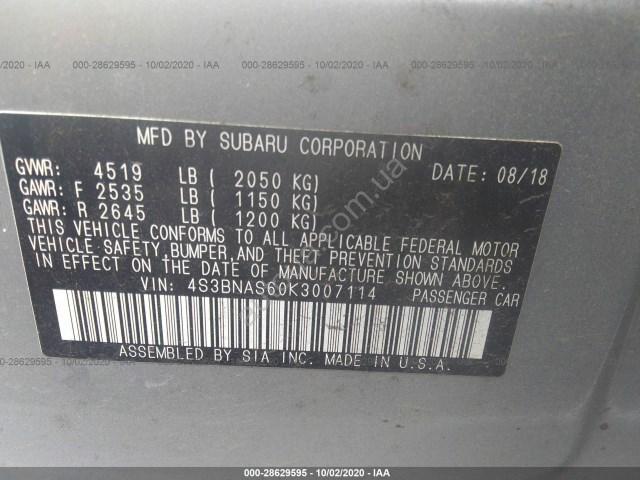 000-28629595 - 10/02/2020 - IAA
MFD BY SUBARU CORPORATION
GVWR: 4519 LB ( 2050 KG) DATE: 08/18
GAWR: F 2535 LB ( 1150 KG)
GAWR: R 2645 LB ( 1200 KG)
THIS VEHICLE CONFORMS TO ALL APPLICABLE FEDERAL MOTOR
VEHICLE SAFETY, BUMPER, AND THEFT PREVENTION STANDARDS
IN EFFECT ON THE DATE OF MANUFACTURE SHOWN ABOVE.
VIN: 4S3BNAS60K3007114 PASSENGER CAR
ASSEMBLED BY SIA INC. MADE IN U.S.A.
000-28629595 - 10/02/2020 - IAA